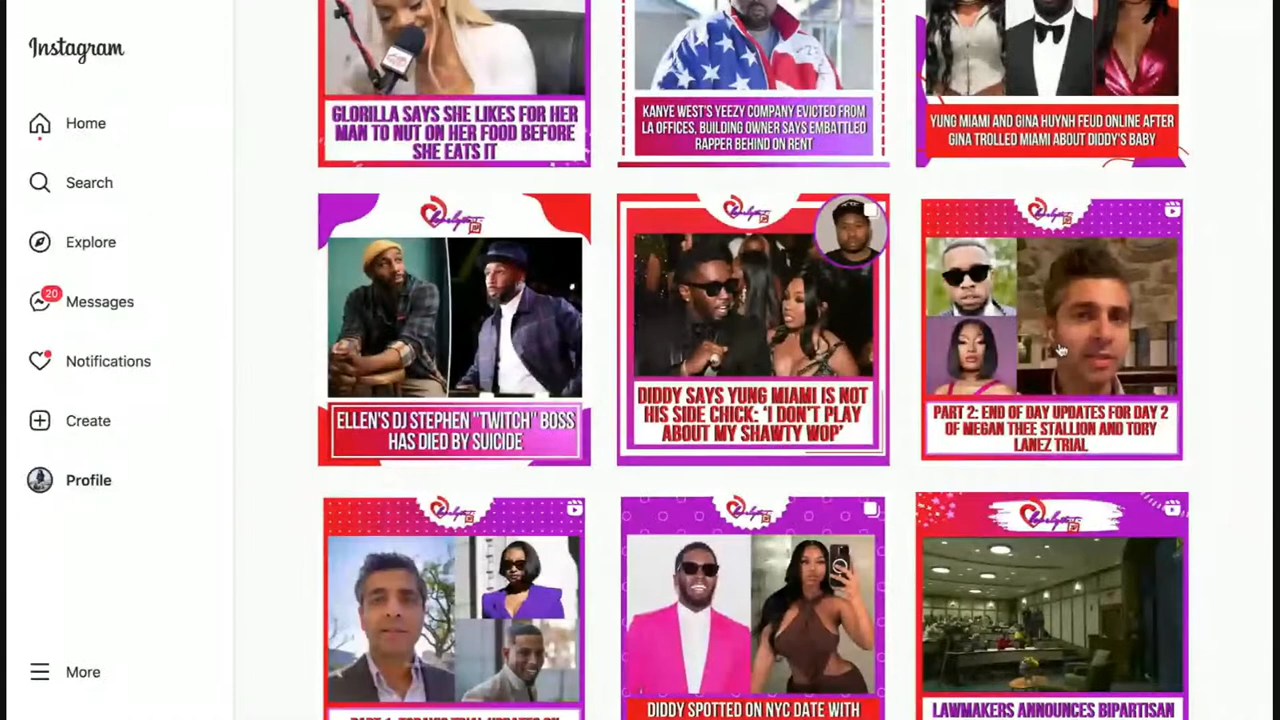 Instagram
Home
Search
Explore
20
Messages
Notifications
Create
Profile
More
GLORILLA SAYS SHE LIKES FOR HER
MAN TO NUT ON HER FOOD BEFORE
SHE EATS IT
KANYE WEST'S YEEZY COMPANY EVICTED FROM
LA OFFICES, BUILDING OWNER SAYS EMBATTLED
RAPPER BEHIND ON RENT
YUNG MIAMI AND GINA HUYNH FEUD ONLINE AFTER
GINA TROLLED MIAMI ABOUT DIDDY'S BABY
ELLEN'S DJ STEPHEN "TWITCH" BOSS
HAS DIED BY SUICIDE
DIDDY SAYS YUNG MIAMI IS NOT
HIS SIDE CHICK: 'I DON'T PLAY
ABOUT MY SHAWTY WOP'
PART 2: END OF DAY UPDATES FOR DAY 2
OF MEGAN THEE STALLION AND TORY
LANEZ TRIAL
DIDDY SPOTTED ON NYC DATE WITH
LAWMAKERS ANNOUNCES BIPARTISAN